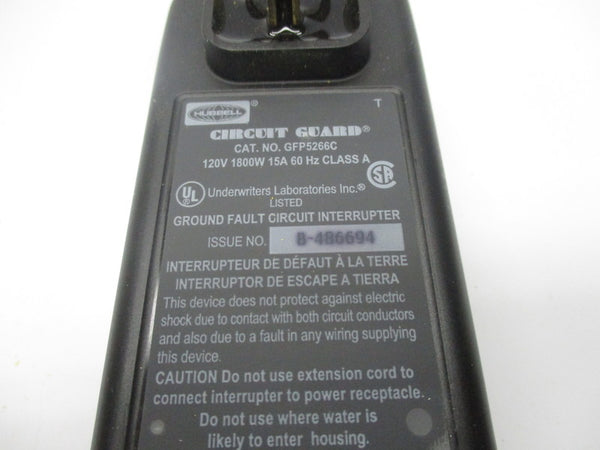 HUBBELL ®
T
CIRCUIT GUARD®
CAT. NO. GFP5266C
120V 1800W 15A 60 Hz CLASS A
UL Underwriters Laboratories Inc.® SA
LISTED
GROUND FAULT CIRCUIT INTERRUPTER
ISSUE NO. B-486694
INTERRUPTEUR DE DÉFAUT À LA TERRE
INTERRUPTOR DE ESCAPE A TIERRA
This device does not protect against electric
shock due to contact with both circuit conductors
and also due to a fault in any wiring supplying
this device.
CAUTION Do not use extension cord to
connect interrupter to power receptacle.
Do not use where water is
likely to enter housing.